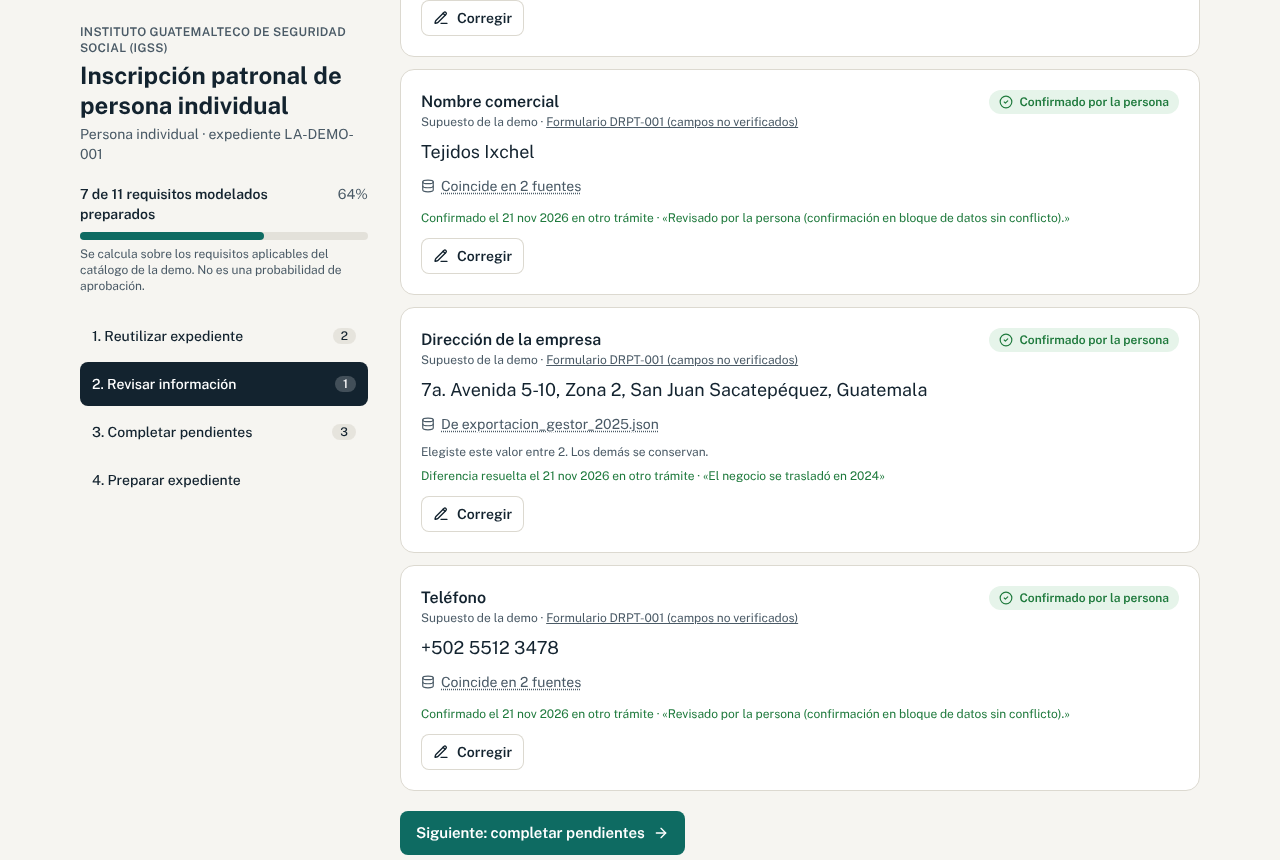 INSTITUTO GUATEMALTECO DE SEGURIDAD
SOCIAL (IGSS)
Inscripción patronal de
persona individual
Persona individual · expediente LA-DEMO-
001
7 de 11 requisitos modelados
preparados
64%
Se calcula sobre los requisitos aplicables del
catálogo de la demo. No es una probabilidad de
aprobación.
1. Reutilizar expediente 2
2. Revisar información 1
3. Completar pendientes 3
4. Preparar expediente
Corregir
Nombre comercial
Confirmado por la persona
Supuesto de la demo · Formulario DRPT-001 (campos no verificados)
Tejidos Ixchel
Coincide en 2 fuentes
Confirmado el 21 nov 2026 en otro trámite · «Revisado por la persona (confirmación en bloque de datos sin conflicto).»
Corregir
Dirección de la empresa
Confirmado por la persona
Supuesto de la demo · Formulario DRPT-001 (campos no verificados)
7a. Avenida 5-10, Zona 2, San Juan Sacatepéquez, Guatemala
De exportacion_gestor_2025.json
Elegiste este valor entre 2. Los demás se conservan.
Diferencia resuelta el 21 nov 2026 en otro trámite · «El negocio se trasladó en 2024»
Corregir
Teléfono
Confirmado por la persona
Supuesto de la demo · Formulario DRPT-001 (campos no verificados)
+502 5512 3478
Coincide en 2 fuentes
Confirmado el 21 nov 2026 en otro trámite · «Revisado por la persona (confirmación en bloque de datos sin conflicto).»
Corregir
Siguiente: completar pendientes →